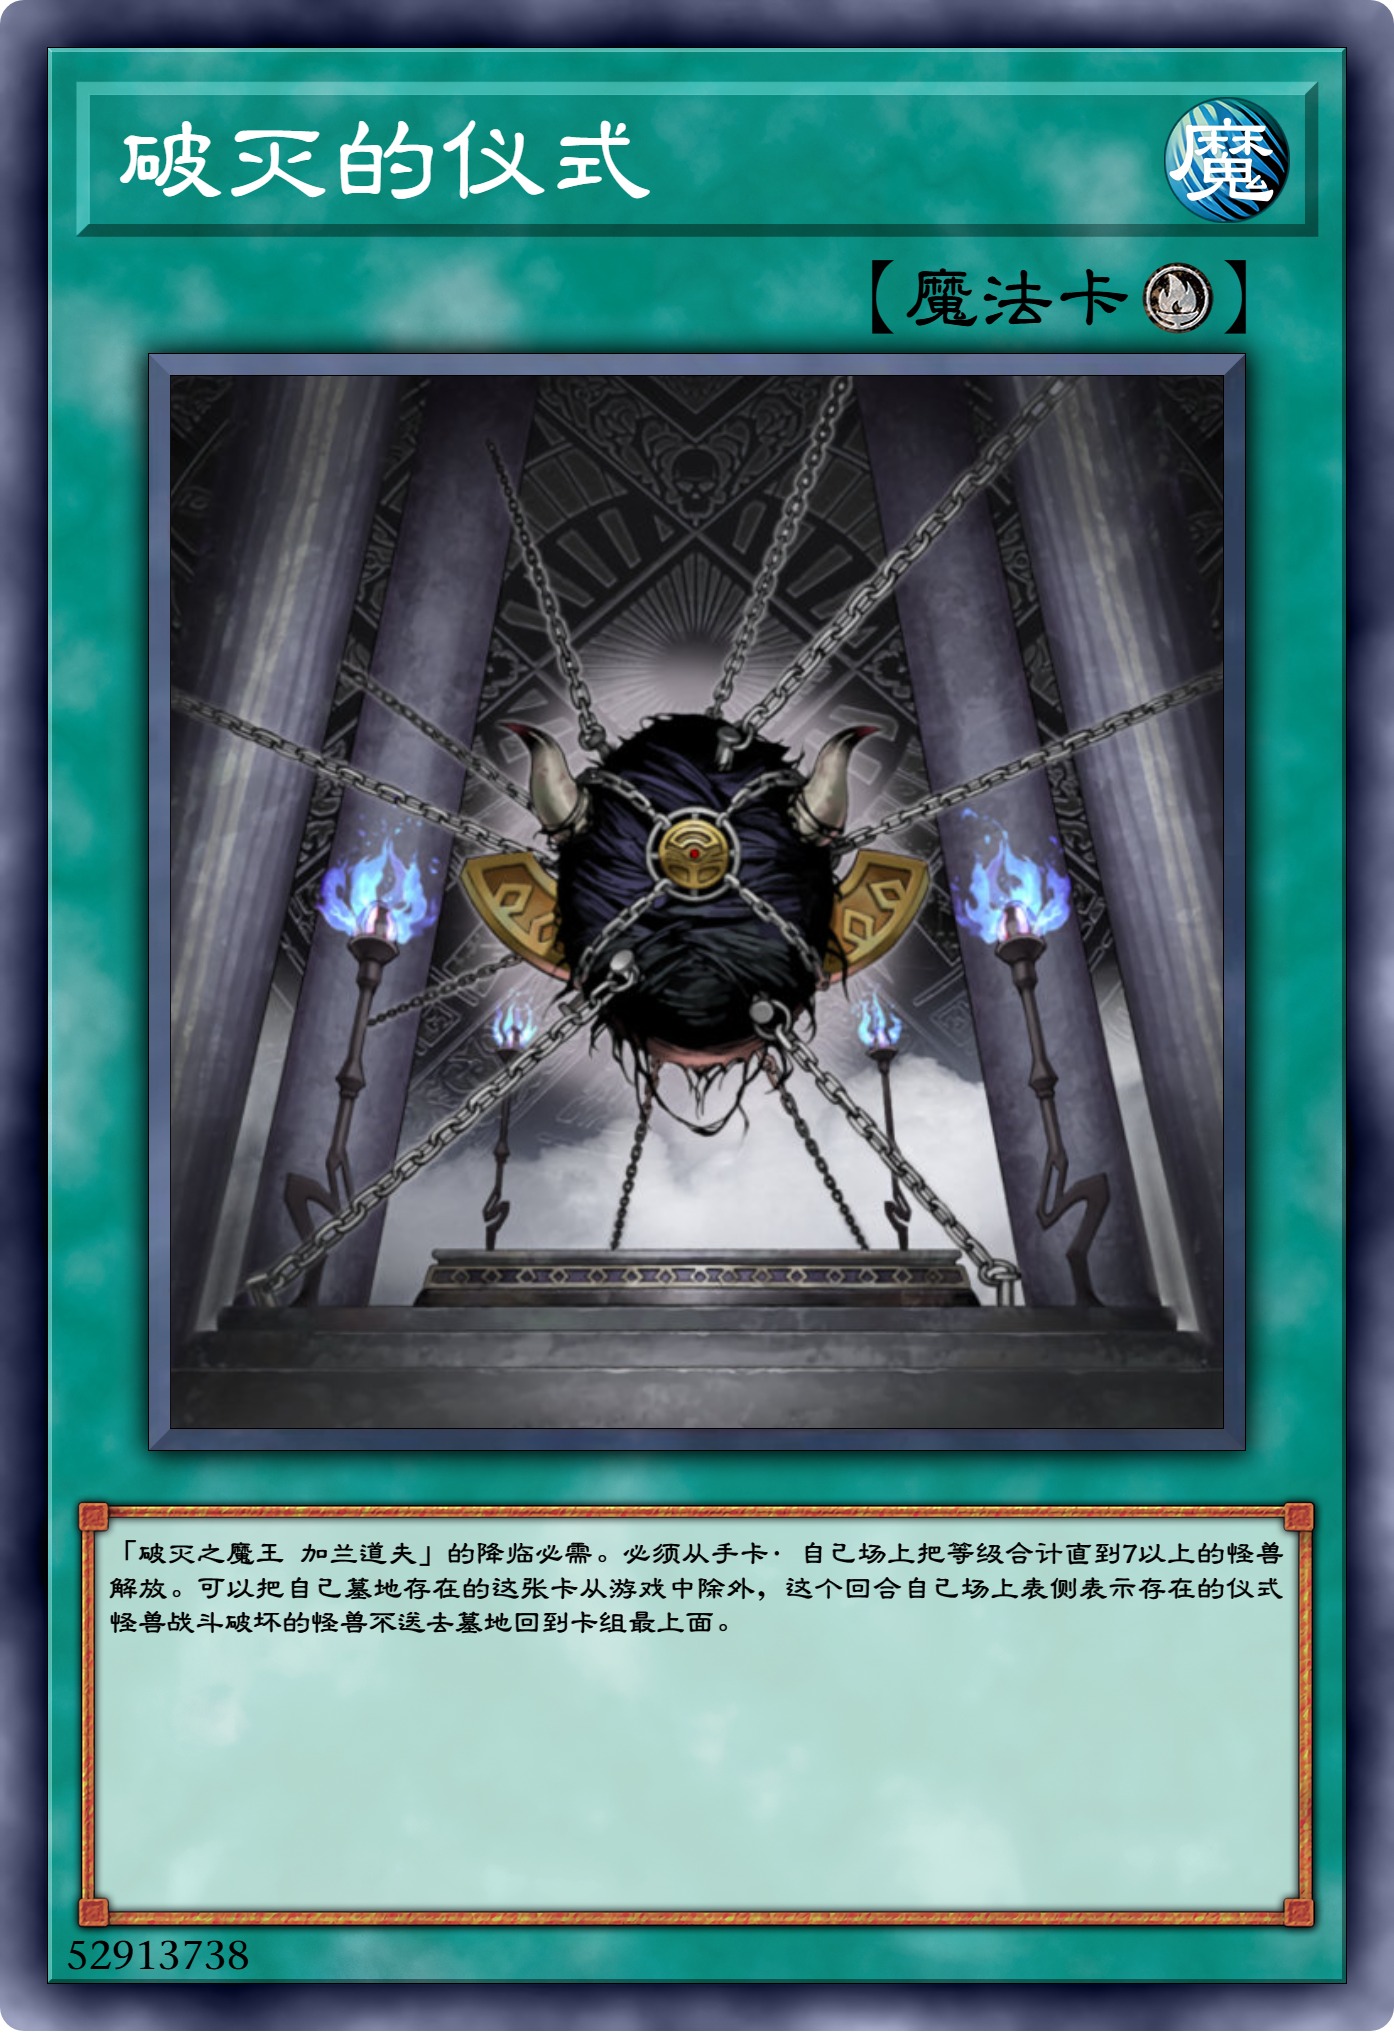 破灭的仪式
魔
【魔法卡】
「破灭之魔王 加兰道夫」的降临必需。必须从手卡·自己场上把等级合计直到7以上的怪兽
解放。可以把自己墓地存在的这张卡从游戏中除外，这个回合自己场上表侧表示存在的仪式
怪兽战斗破坏的怪兽不送去墓地回到卡组最上面。
52913738